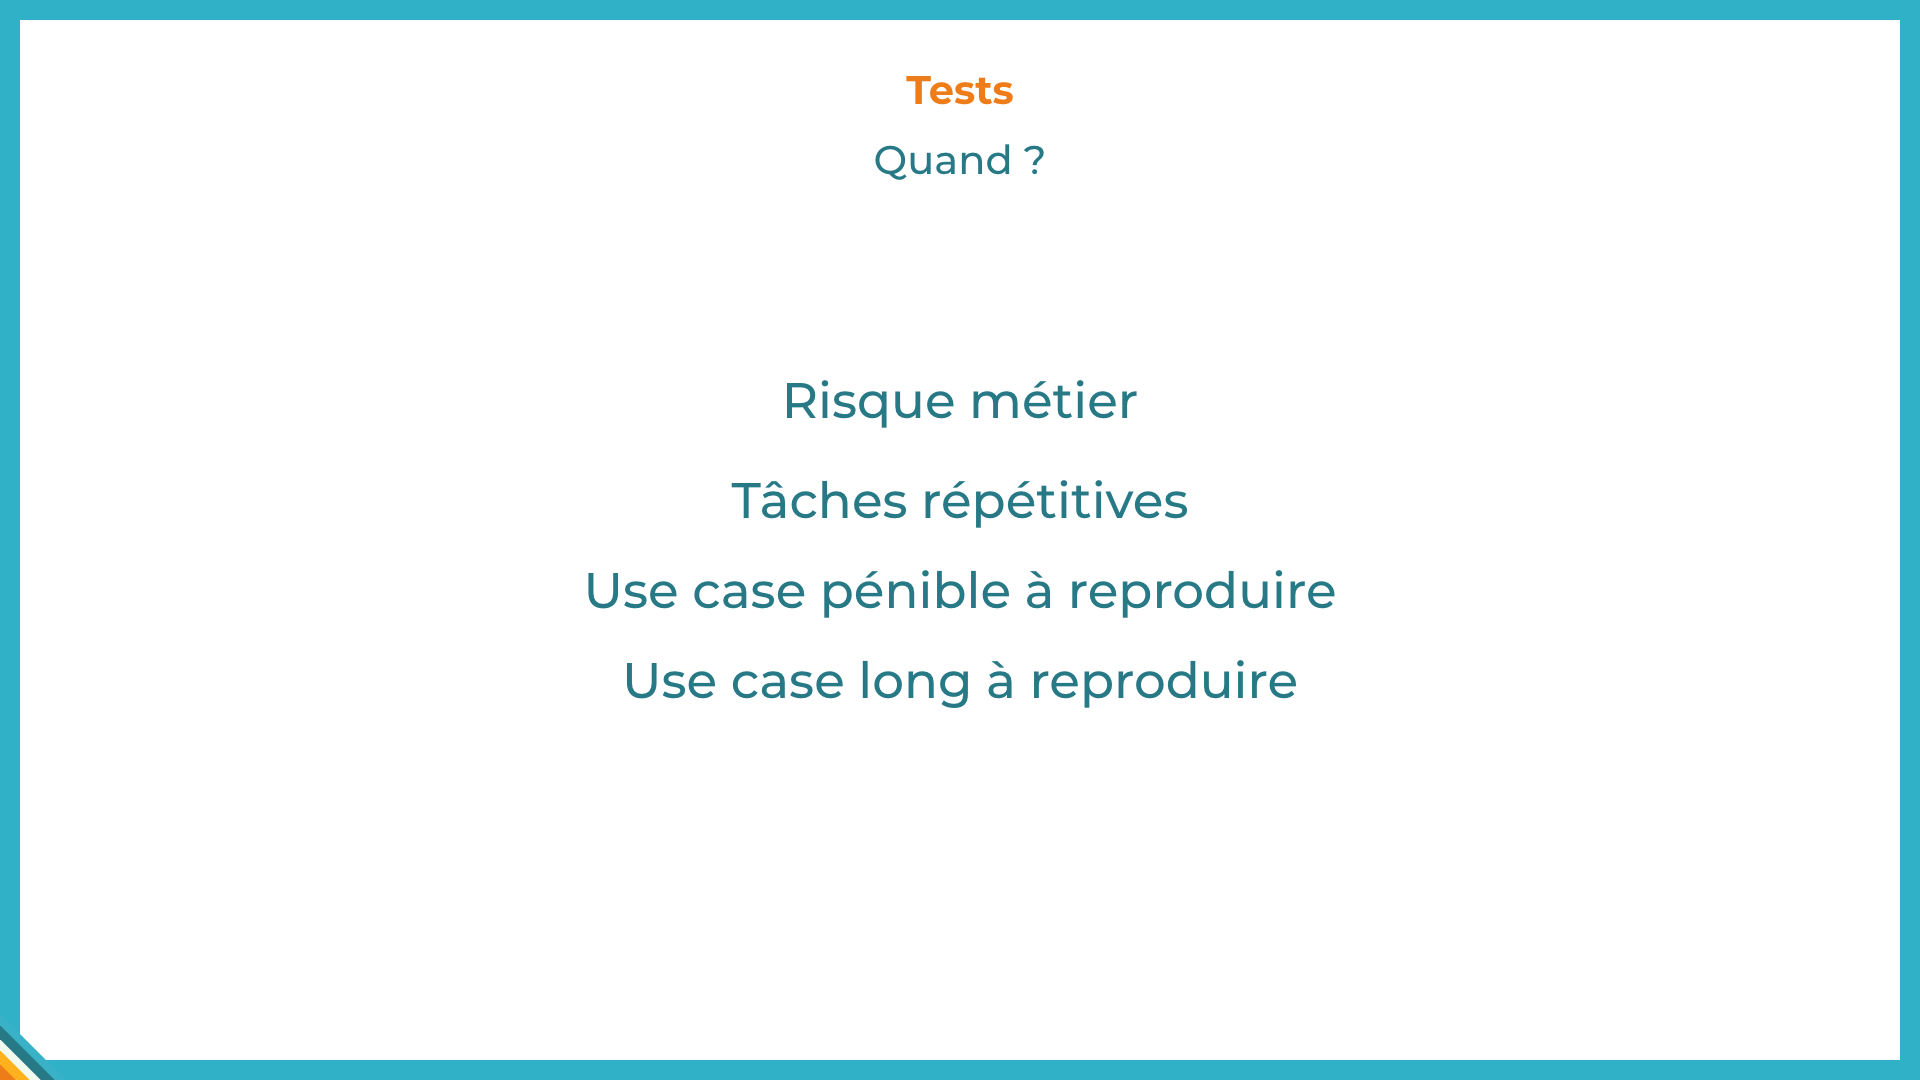 Tests
Quand ?
Risque métier
Tâches répétitives
Use case pénible à reproduire
Use case long à reproduire